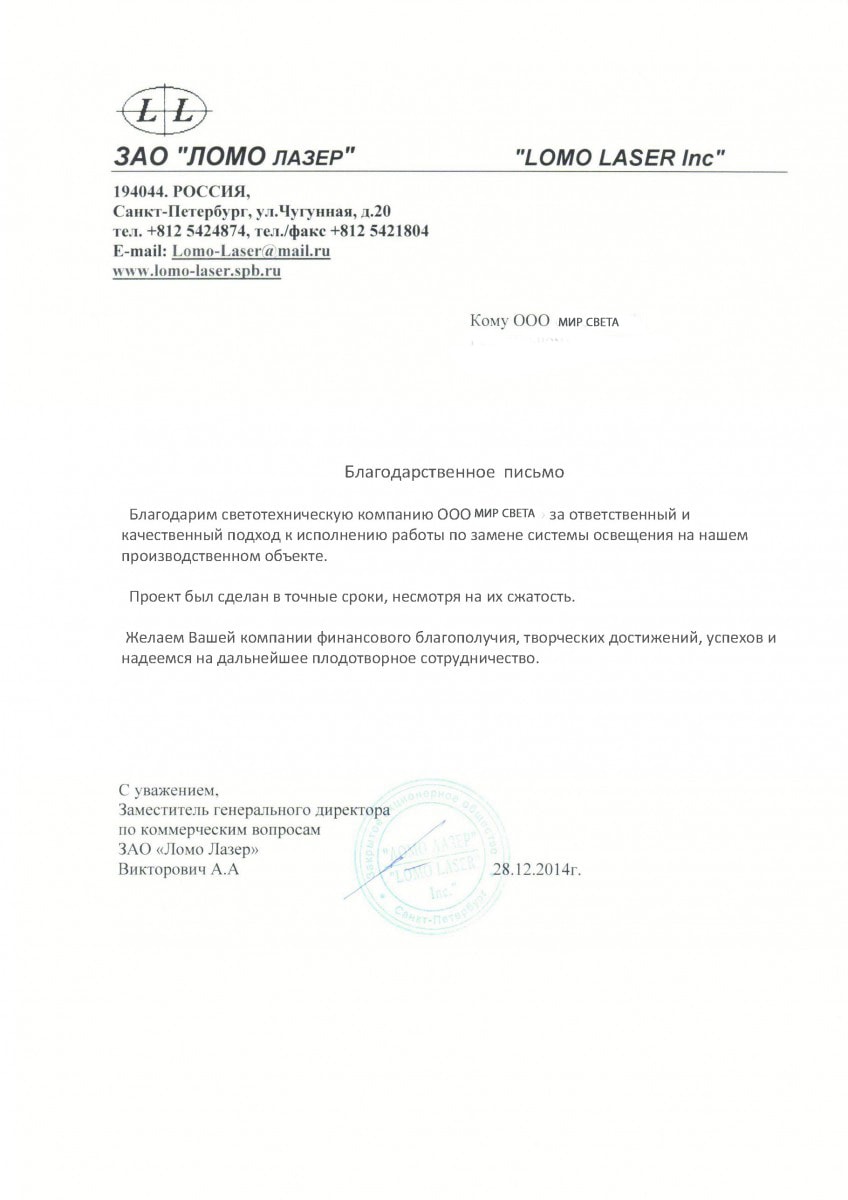 L L
ЗАО "ЛОМО ЛАЗЕР" "LOMO LASER Inc"
194044. РОССИЯ,
Санкт-Петербург, ул.Чугунная, д.20
тел. +812 5424874, тел./факс +812 5421804
E-mail: Lomo-Laser@mail.ru
www.lomo-laser.spb.ru
Кому ООО МИР СВЕТА
Благодарственное письмо
Благодарим светотехническую компанию ООО МИР СВЕТА за ответственный и
качественный подход к исполнению работы по замене системы освещения на нашем
производственном объекте.
Проект был сделан в точные сроки, несмотря на их сжатость.
Желаем Вашей компании финансового благополучия, творческих достижений, успехов и
надеемся на дальнейшее плодотворное сотрудничество.
С уважением,
Заместитель генерального директора
по коммерческим вопросам
ЗАО «Ломо Лазер»
Викторович А.А 28.12.2014г.
Закрытое акционерное общество
"ЛОМО ЛАЗЕР"
"LOMO LASER
Inc."
Санкт-Петербург